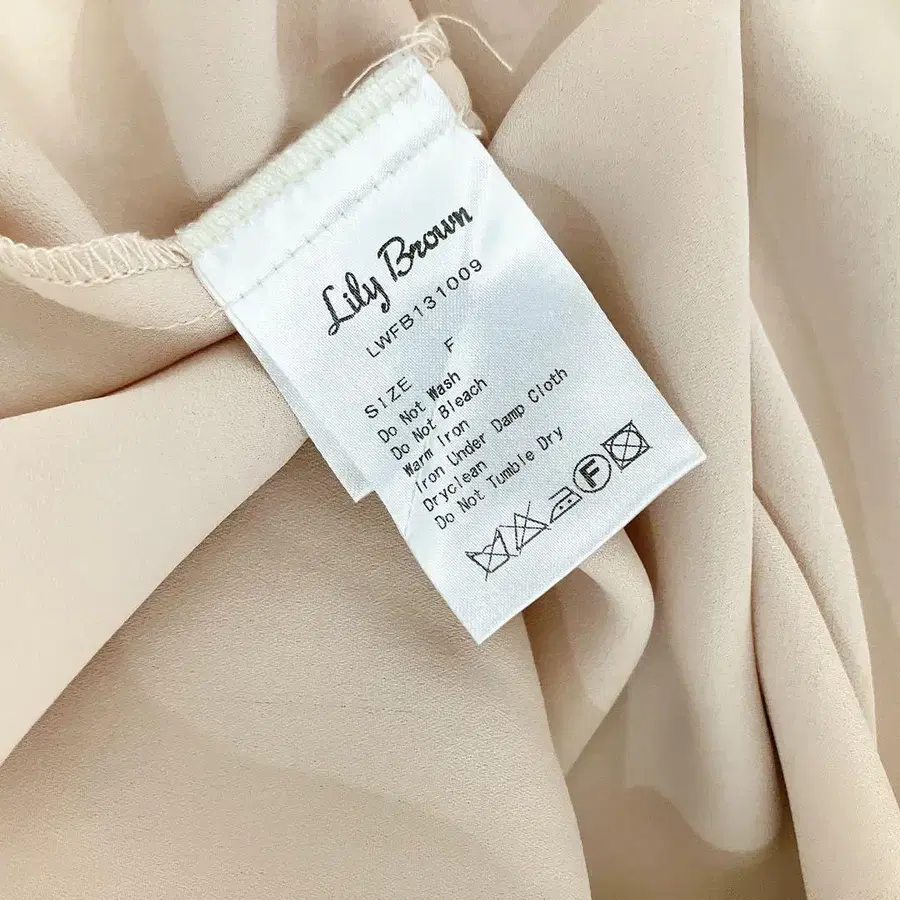 Lily Brown
LWFB131009
SIZE F
Do Not Wash
Do Not Bleach
Warm Iron
Iron Under Damp Cloth
Dryclean
Do Not Tumble Dry
F